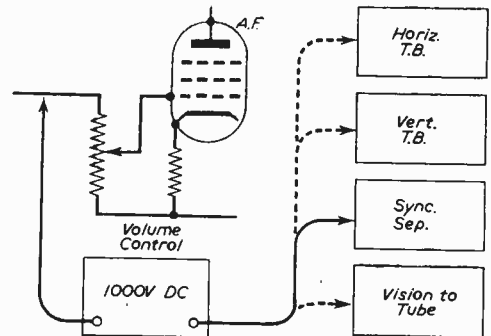 A.F.
Horiz.
T.B.
Vert.
T.B.
Volume
Control
Sync.
Sep.
1000V DC
Vision to
Tube